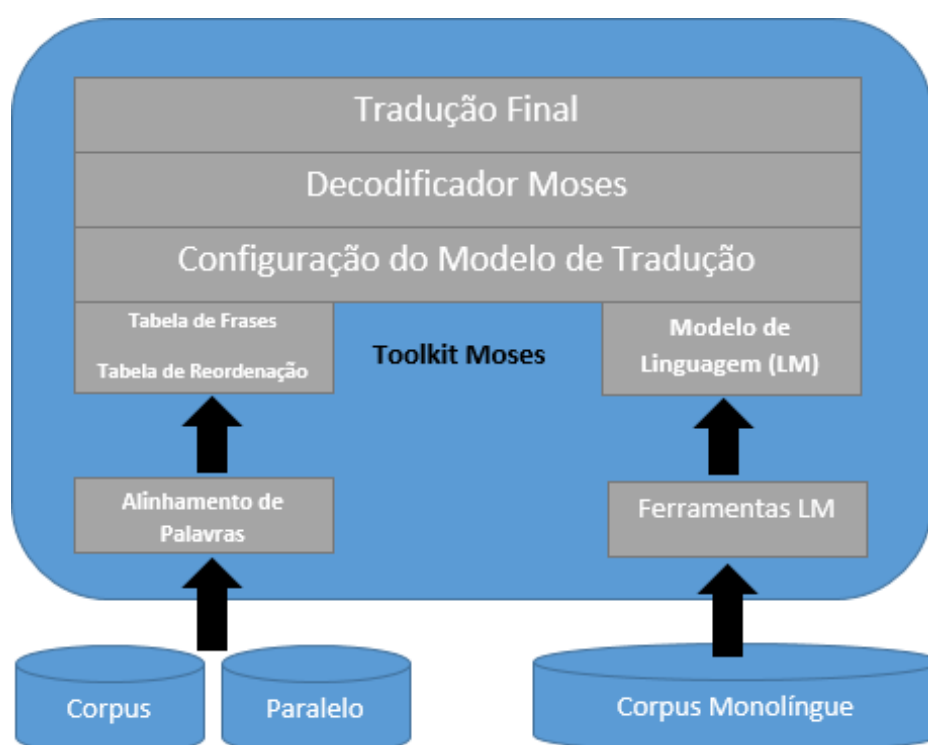 Tradução Final
Decodificador Moses
Configuração do Modelo de Tradução
Tabela de Frases
Tabela de Reordenação
Toolkit Moses
Modelo de
Linguagem (LM)
Alinhamento de
Palavras
Ferramentas LM
Corpus
Paralelo
Corpus Monolíngue